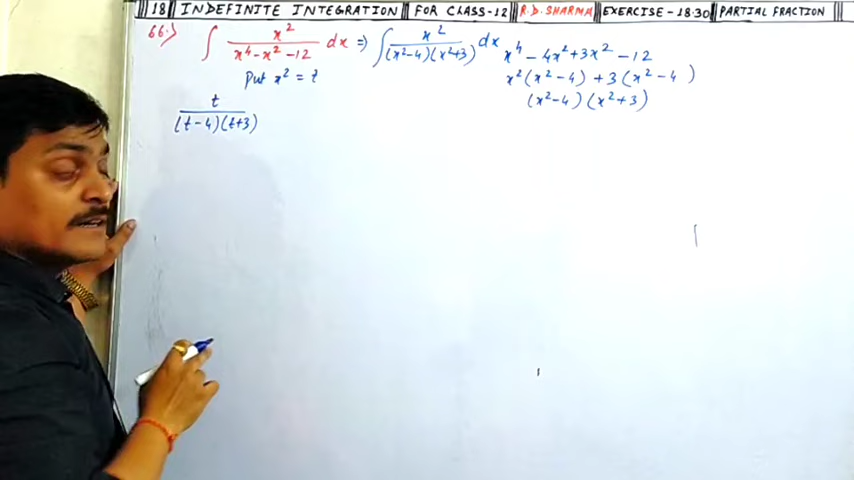 18 INDEFINITE INTEGRATION FOR CLASS-12 R.D. SHARMA EXERCISE-18.30 PARTIAL FRACTION
66.) ∫ x²/(x⁴-x²-12) dx ⇒ ∫ x²/((x²-4)(x²+3)) dx
x⁴ - 4x² + 3x² - 12
Put x² = t
x²(x²-4) + 3(x²-4)
(x²-4)(x²+3)
t/((t-4)(t+3))